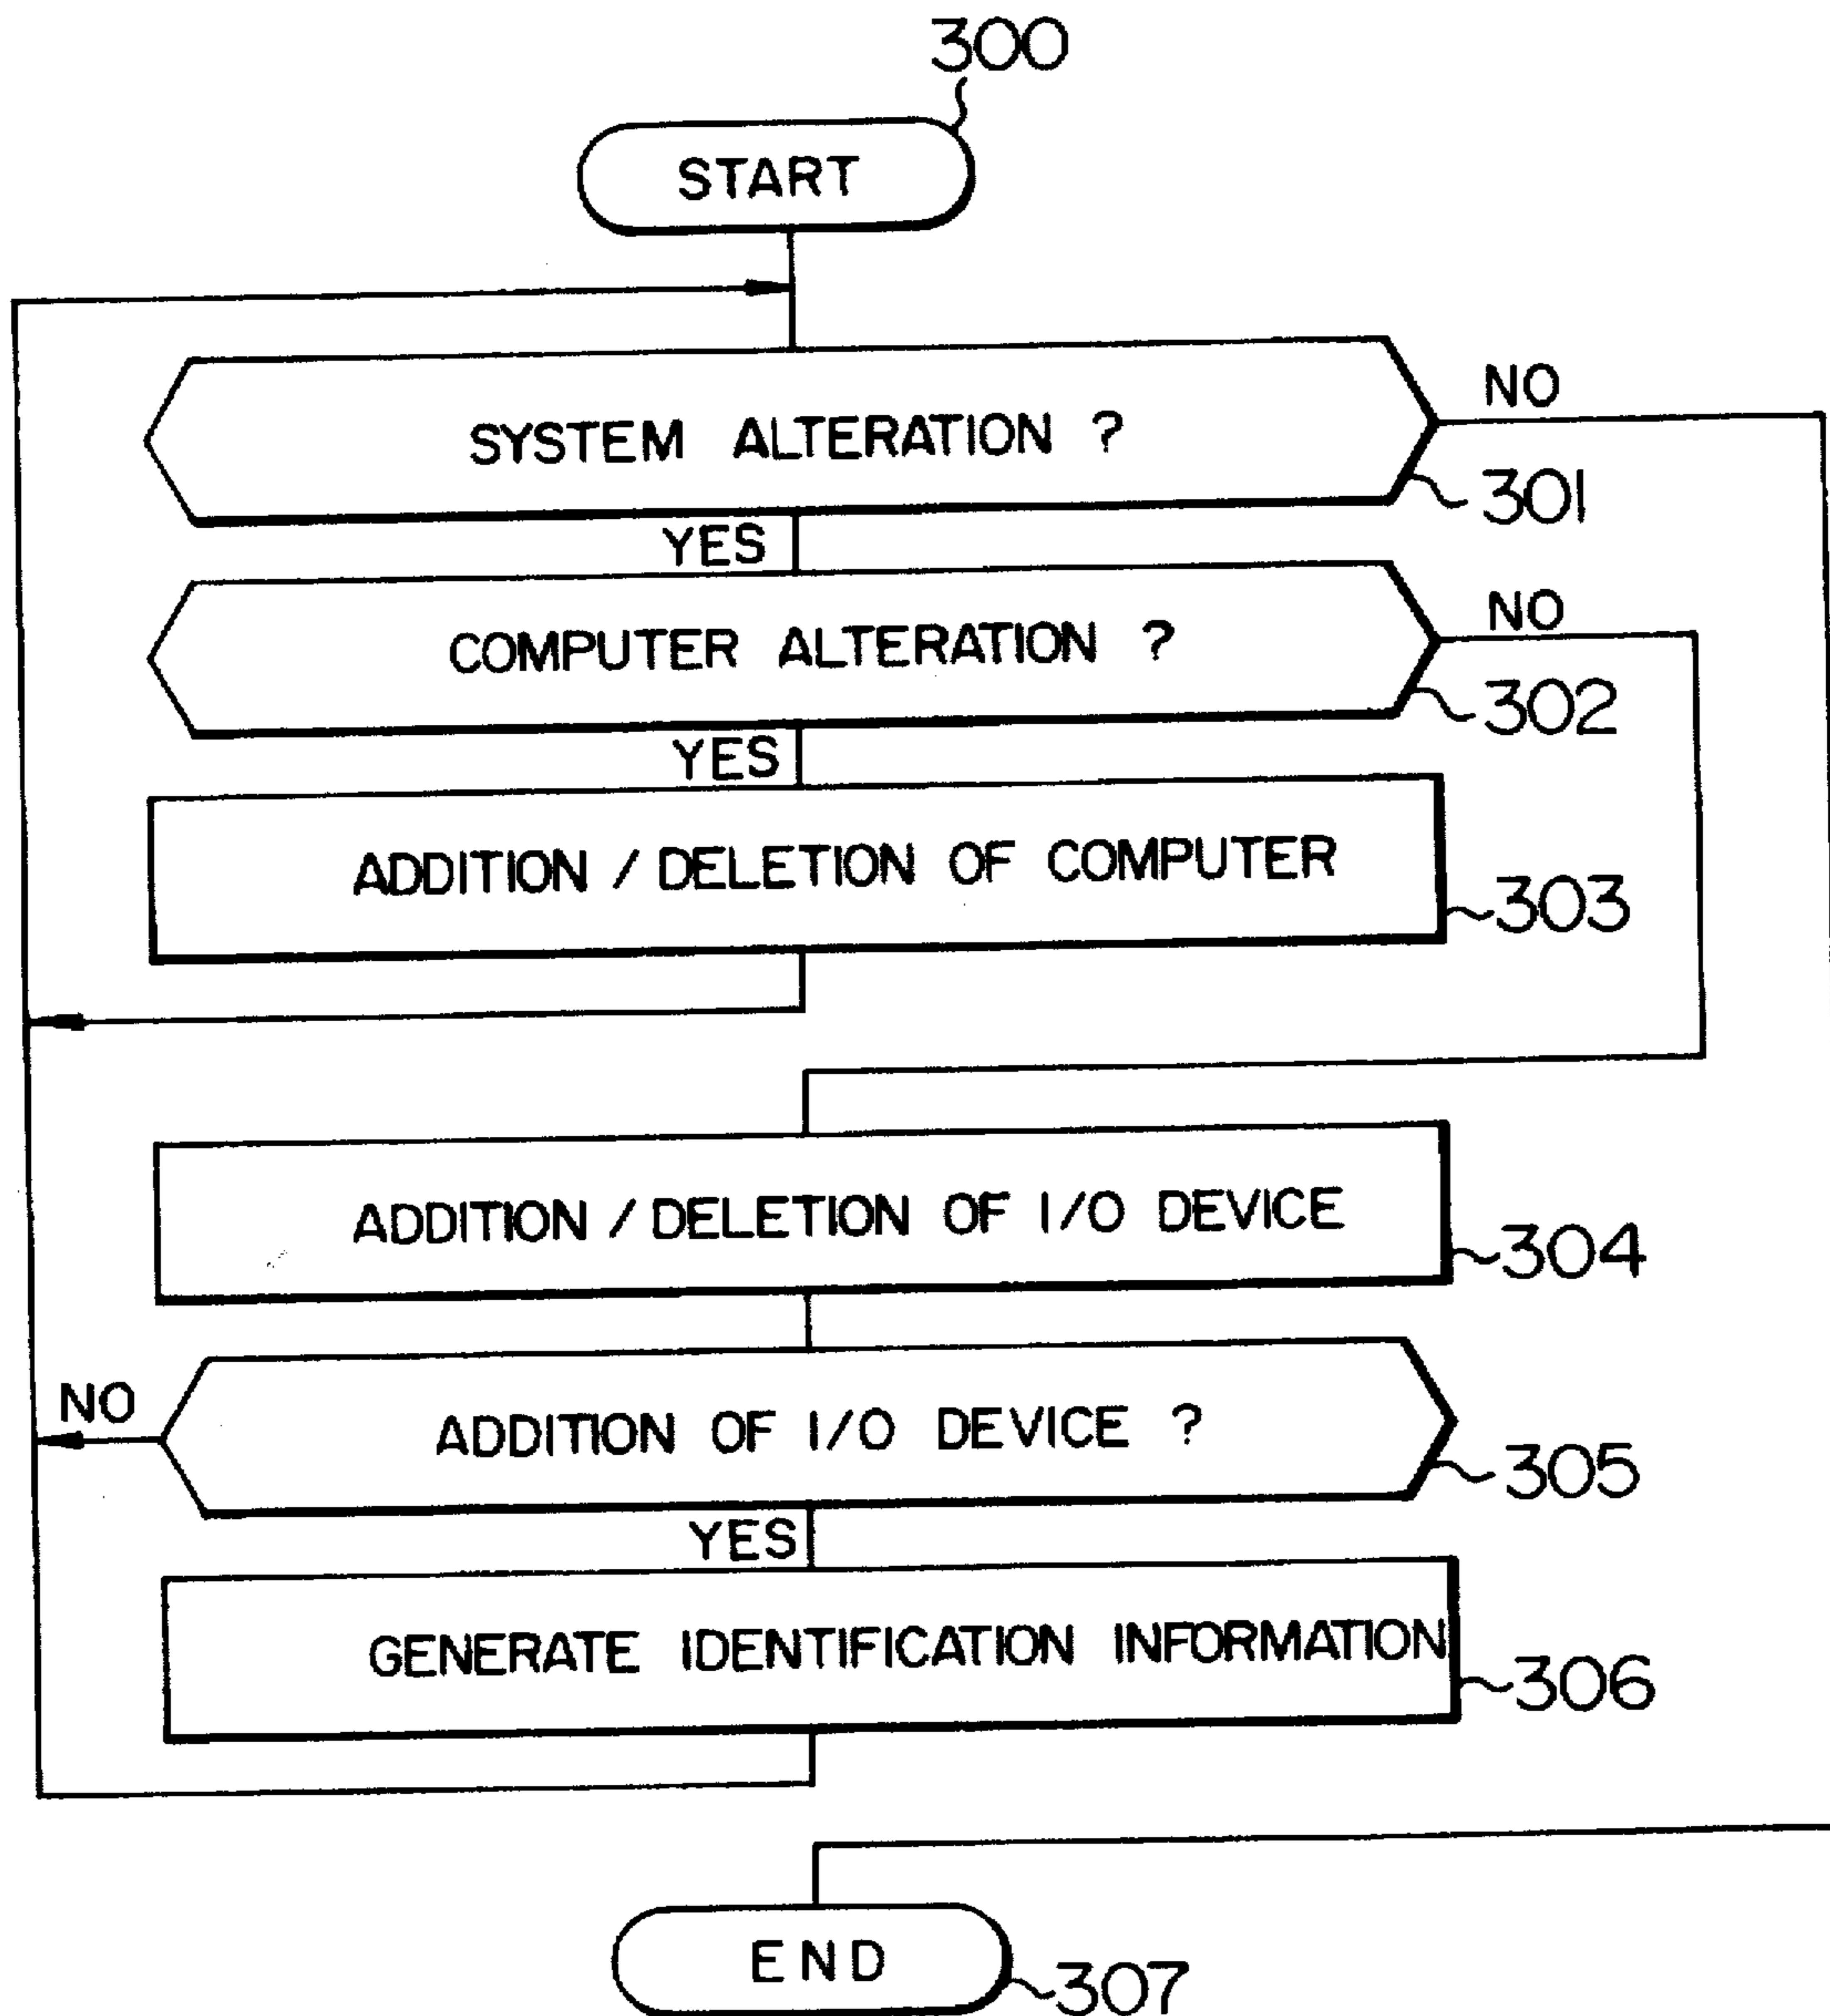 300
START
NO
SYSTEM ALTERATION ?
301
YES
NO
COMPUTER ALTERATION ?
302
YES
ADDITION / DELETION OF COMPUTER
303
ADDITION / DELETION OF I/O DEVICE
304
NO
ADDITION OF I/O DEVICE ?
305
YES
GENERATE IDENTIFICATION INFORMATION
306
END
307